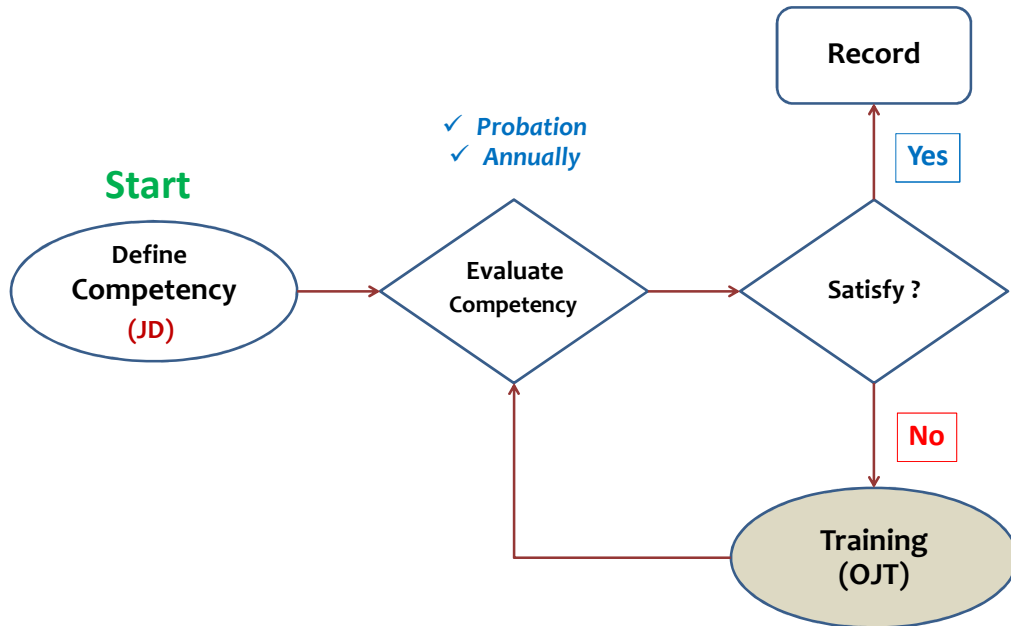 Start
Define
Competency
(JD)
✓ Probation
✓ Annually
Evaluate
Competency
Satisfy ?
Yes
Record
No
Training
(OJT)